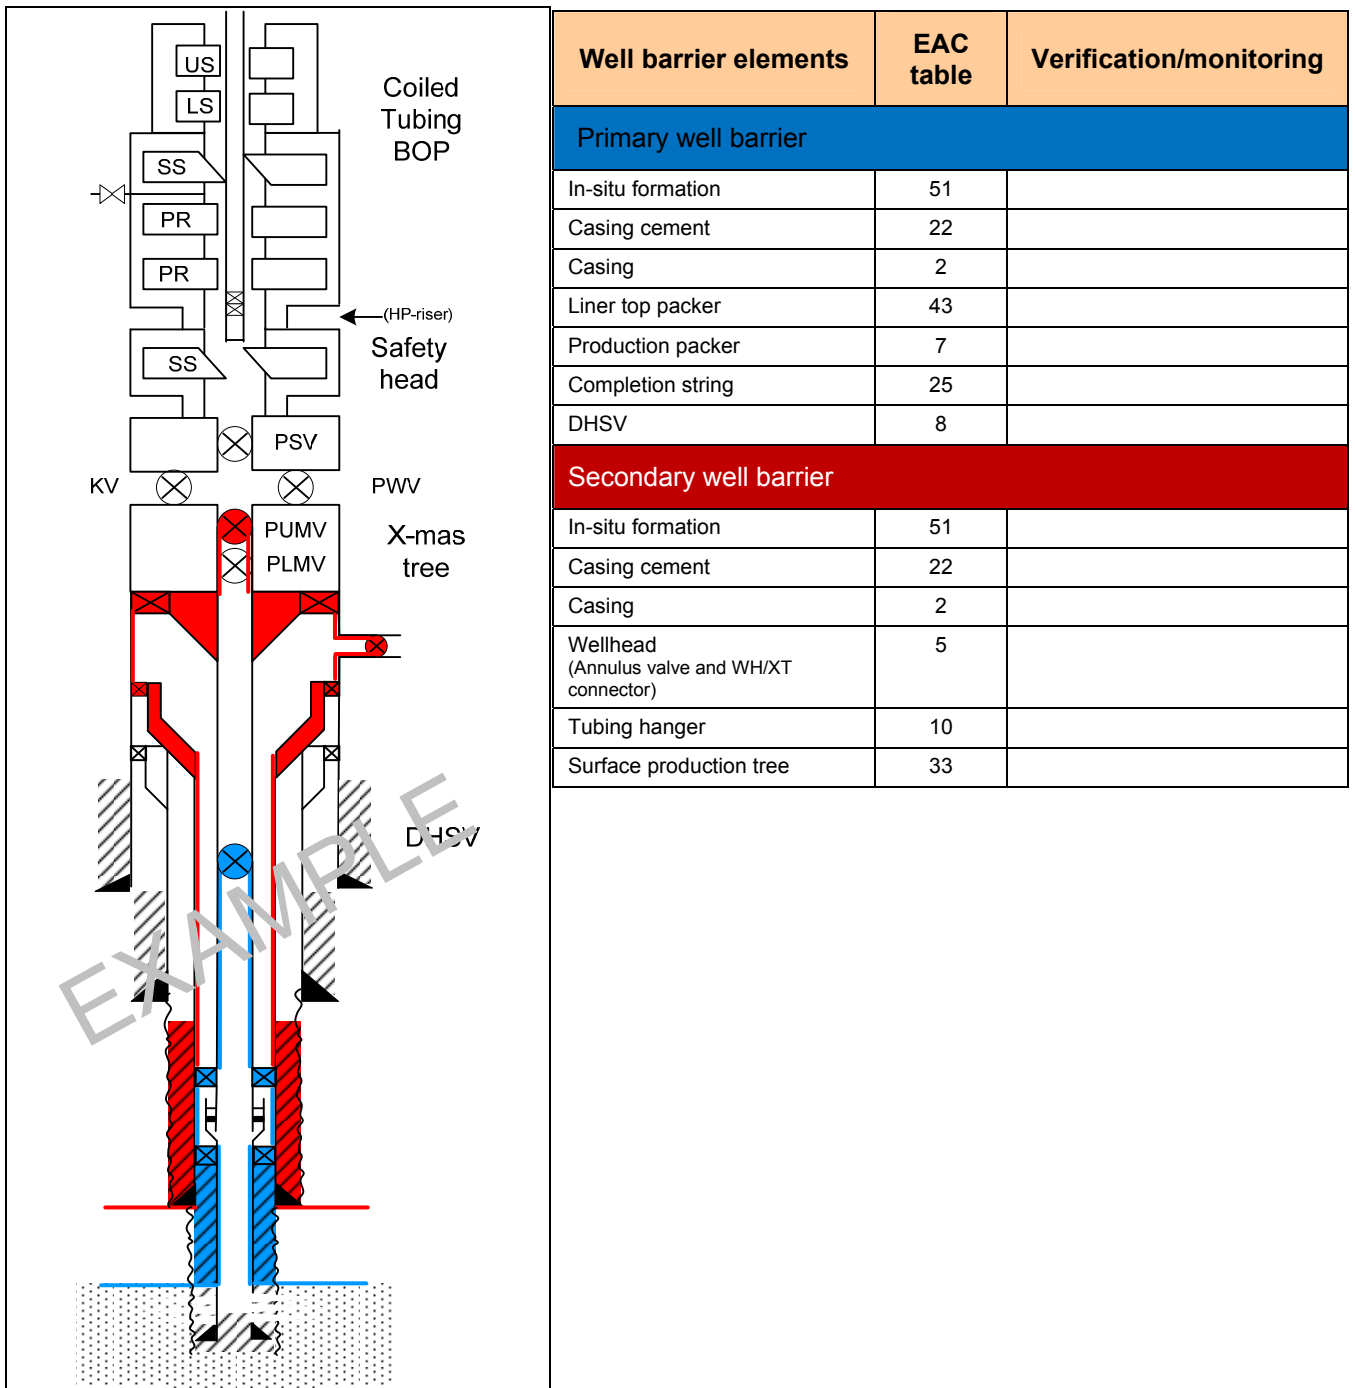 US
LS
Coiled
Tubing
BOP
SS
PR
PR
(HP-riser)
Safety
head
SS
PSV
KV
PWV
PUMV
PLMV
X-mas
tree
DHSV
EXAMPLE
Well barrier elements EAC table Verification/monitoring
Primary well barrier
In-situ formation 51
Casing cement 22
Casing 2
Liner top packer 43
Production packer 7
Completion string 25
DHSV 8
Secondary well barrier
In-situ formation 51
Casing cement 22
Casing 2
Wellhead 5
(Annulus valve and WH/XT
connector)
Tubing hanger 10
Surface production tree 33